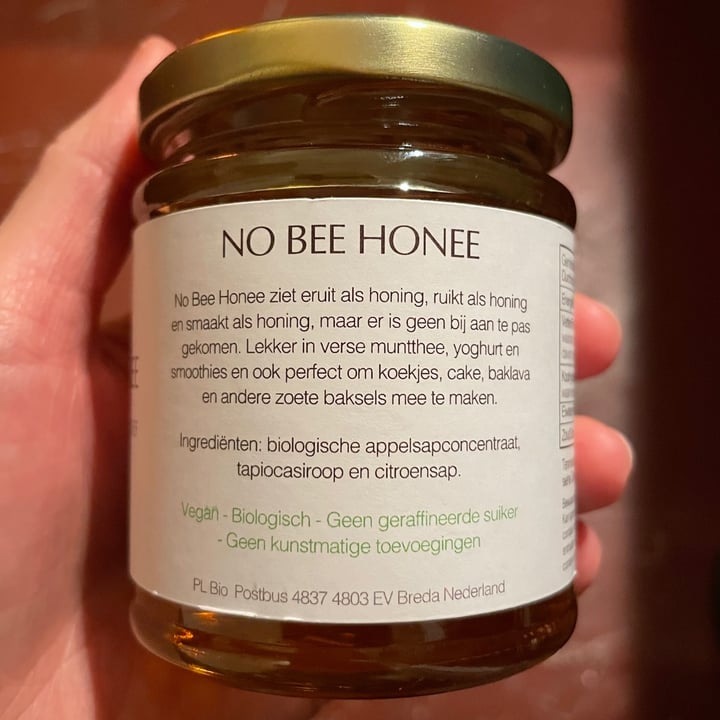 NO BEE HONEE
No Bee Honee ziet eruit als honing, ruikt als honing
en smaakt als honing, maar er is geen bij aan te pas
gekomen. Lekker in verse muntthee, yoghurt en
smoothies en ook perfect om koekjes, cake, baklava
en andere zoete baksels mee te maken.
Ingrediënten: biologische appelsapconcentraat,
tapiocasiroop en citroensap.
Vegan - Biologisch - Geen geraffineerde suiker
- Geen kunstmatige toevoegingen
PL Bio Postbus 4837 4803 EV Breda Nederland